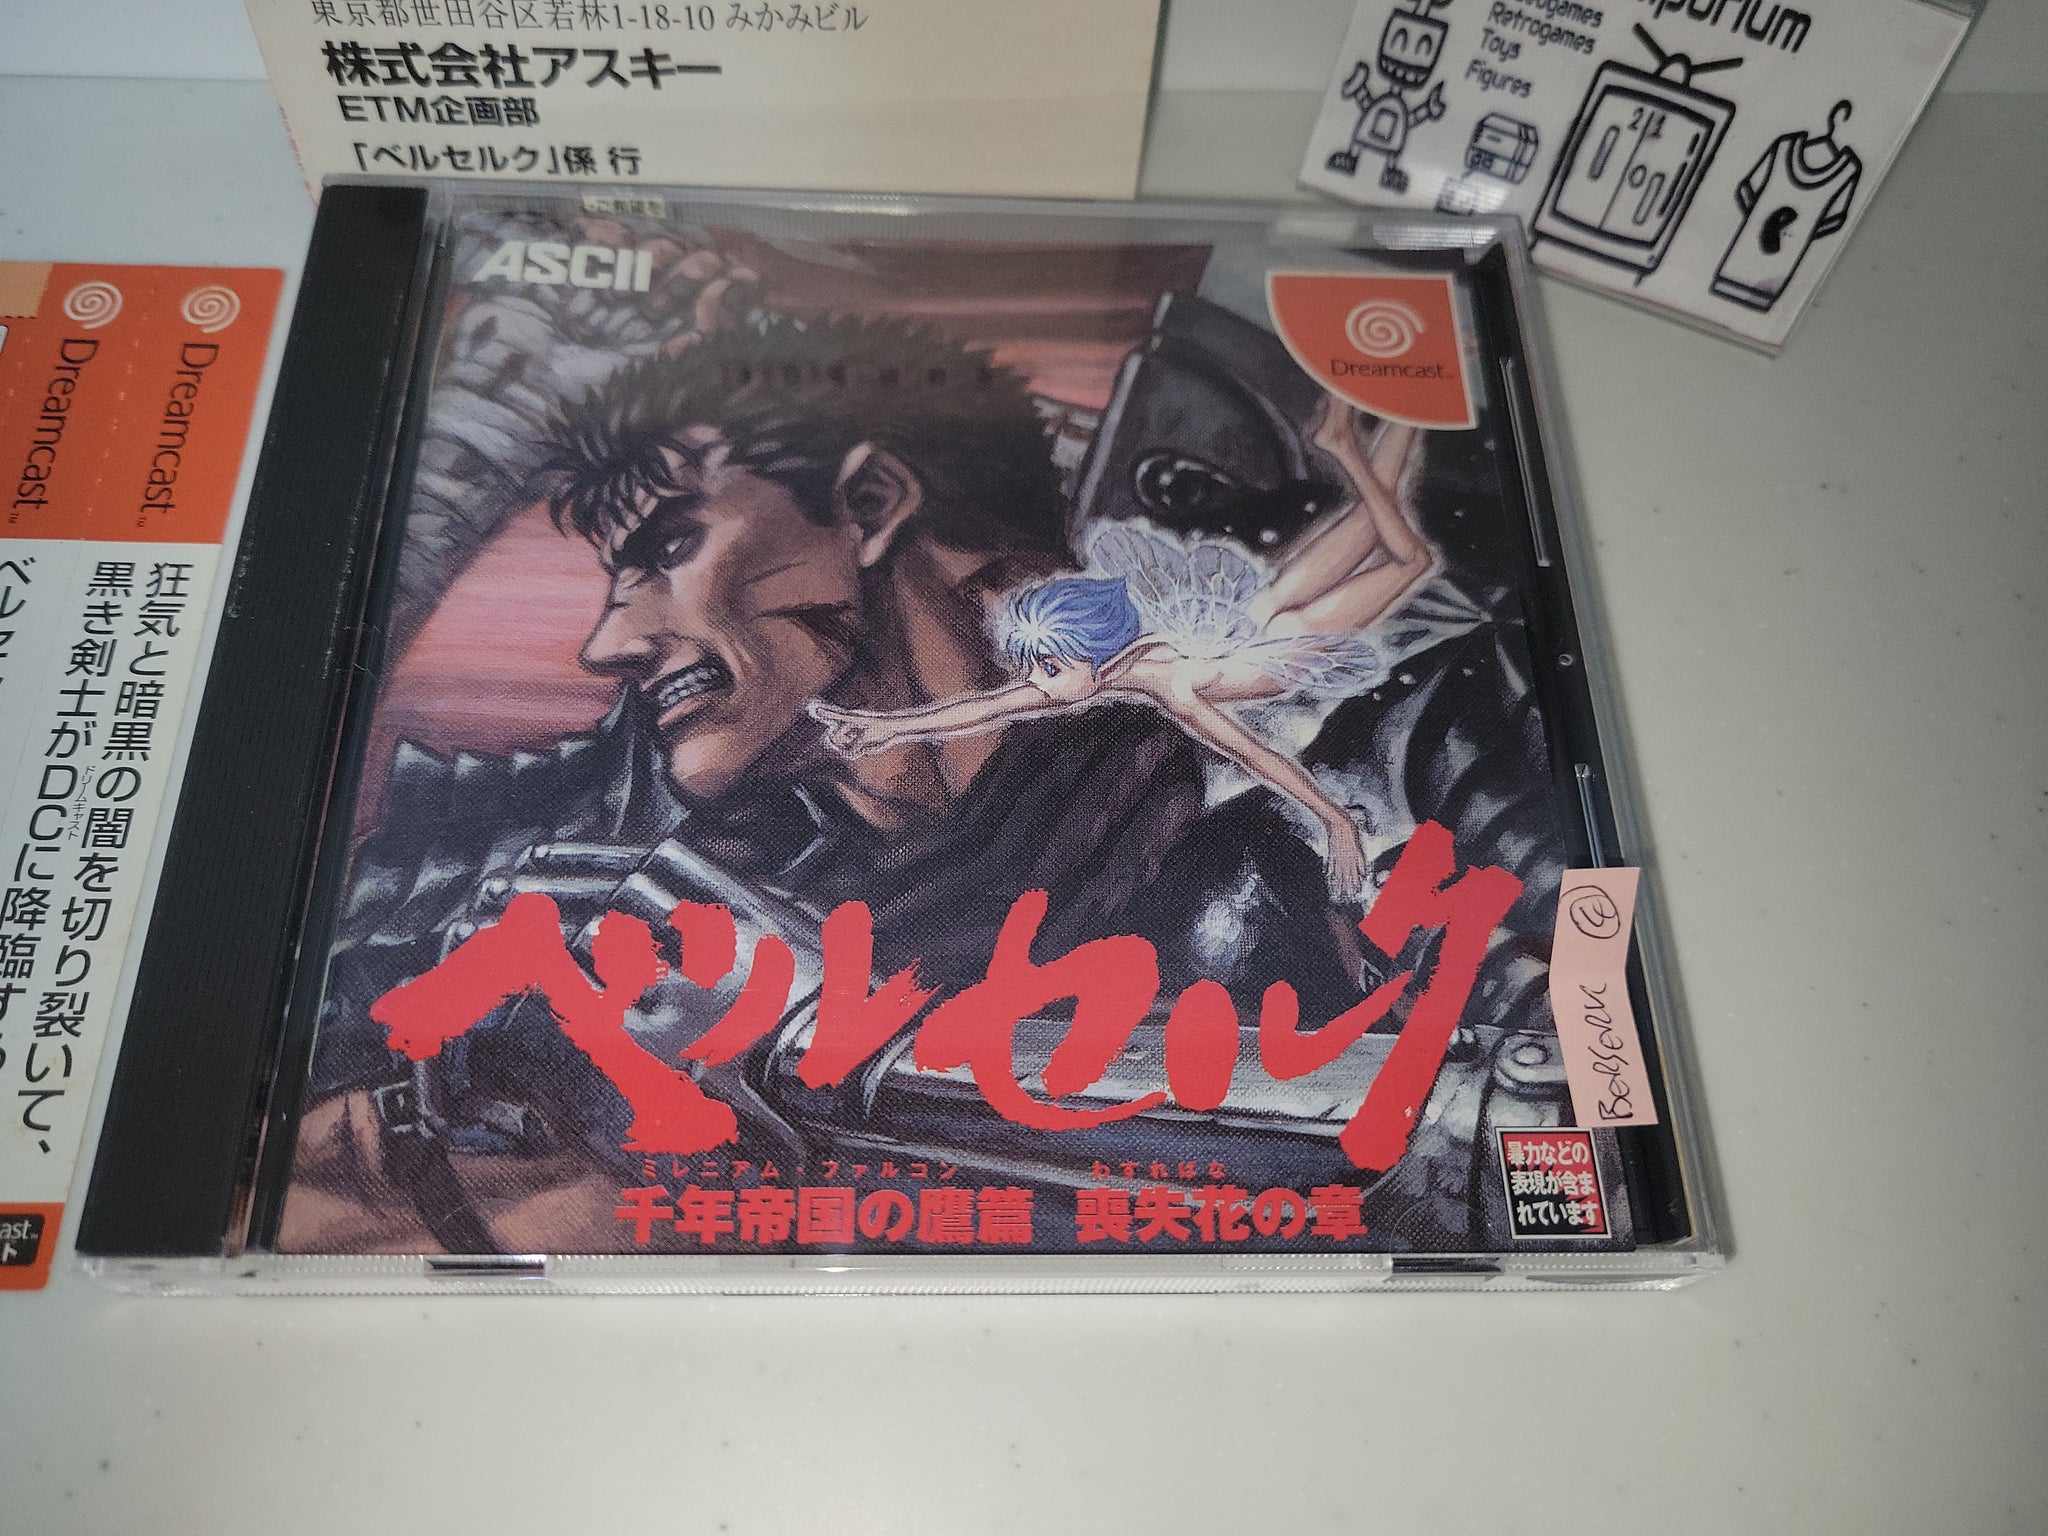 東京都世田谷区若林1-18-10 みかみビル
株式会社アスキー
ETM企画部
「ベルセルク」係 行
Retrogames
Toys
Figures
Dreamcast™
Dreamcast™
狂気と暗黒の闇を切り裂いて、
黒き剣士がDCに降臨する
ドリームキャスト
ASCII
Dreamcast™
ベルセルク
ミレニアム・ファルコン わすればな
千年帝国の鷹篇 喪失花の章
BERSERK
暴力などの
表現が含ま
れています